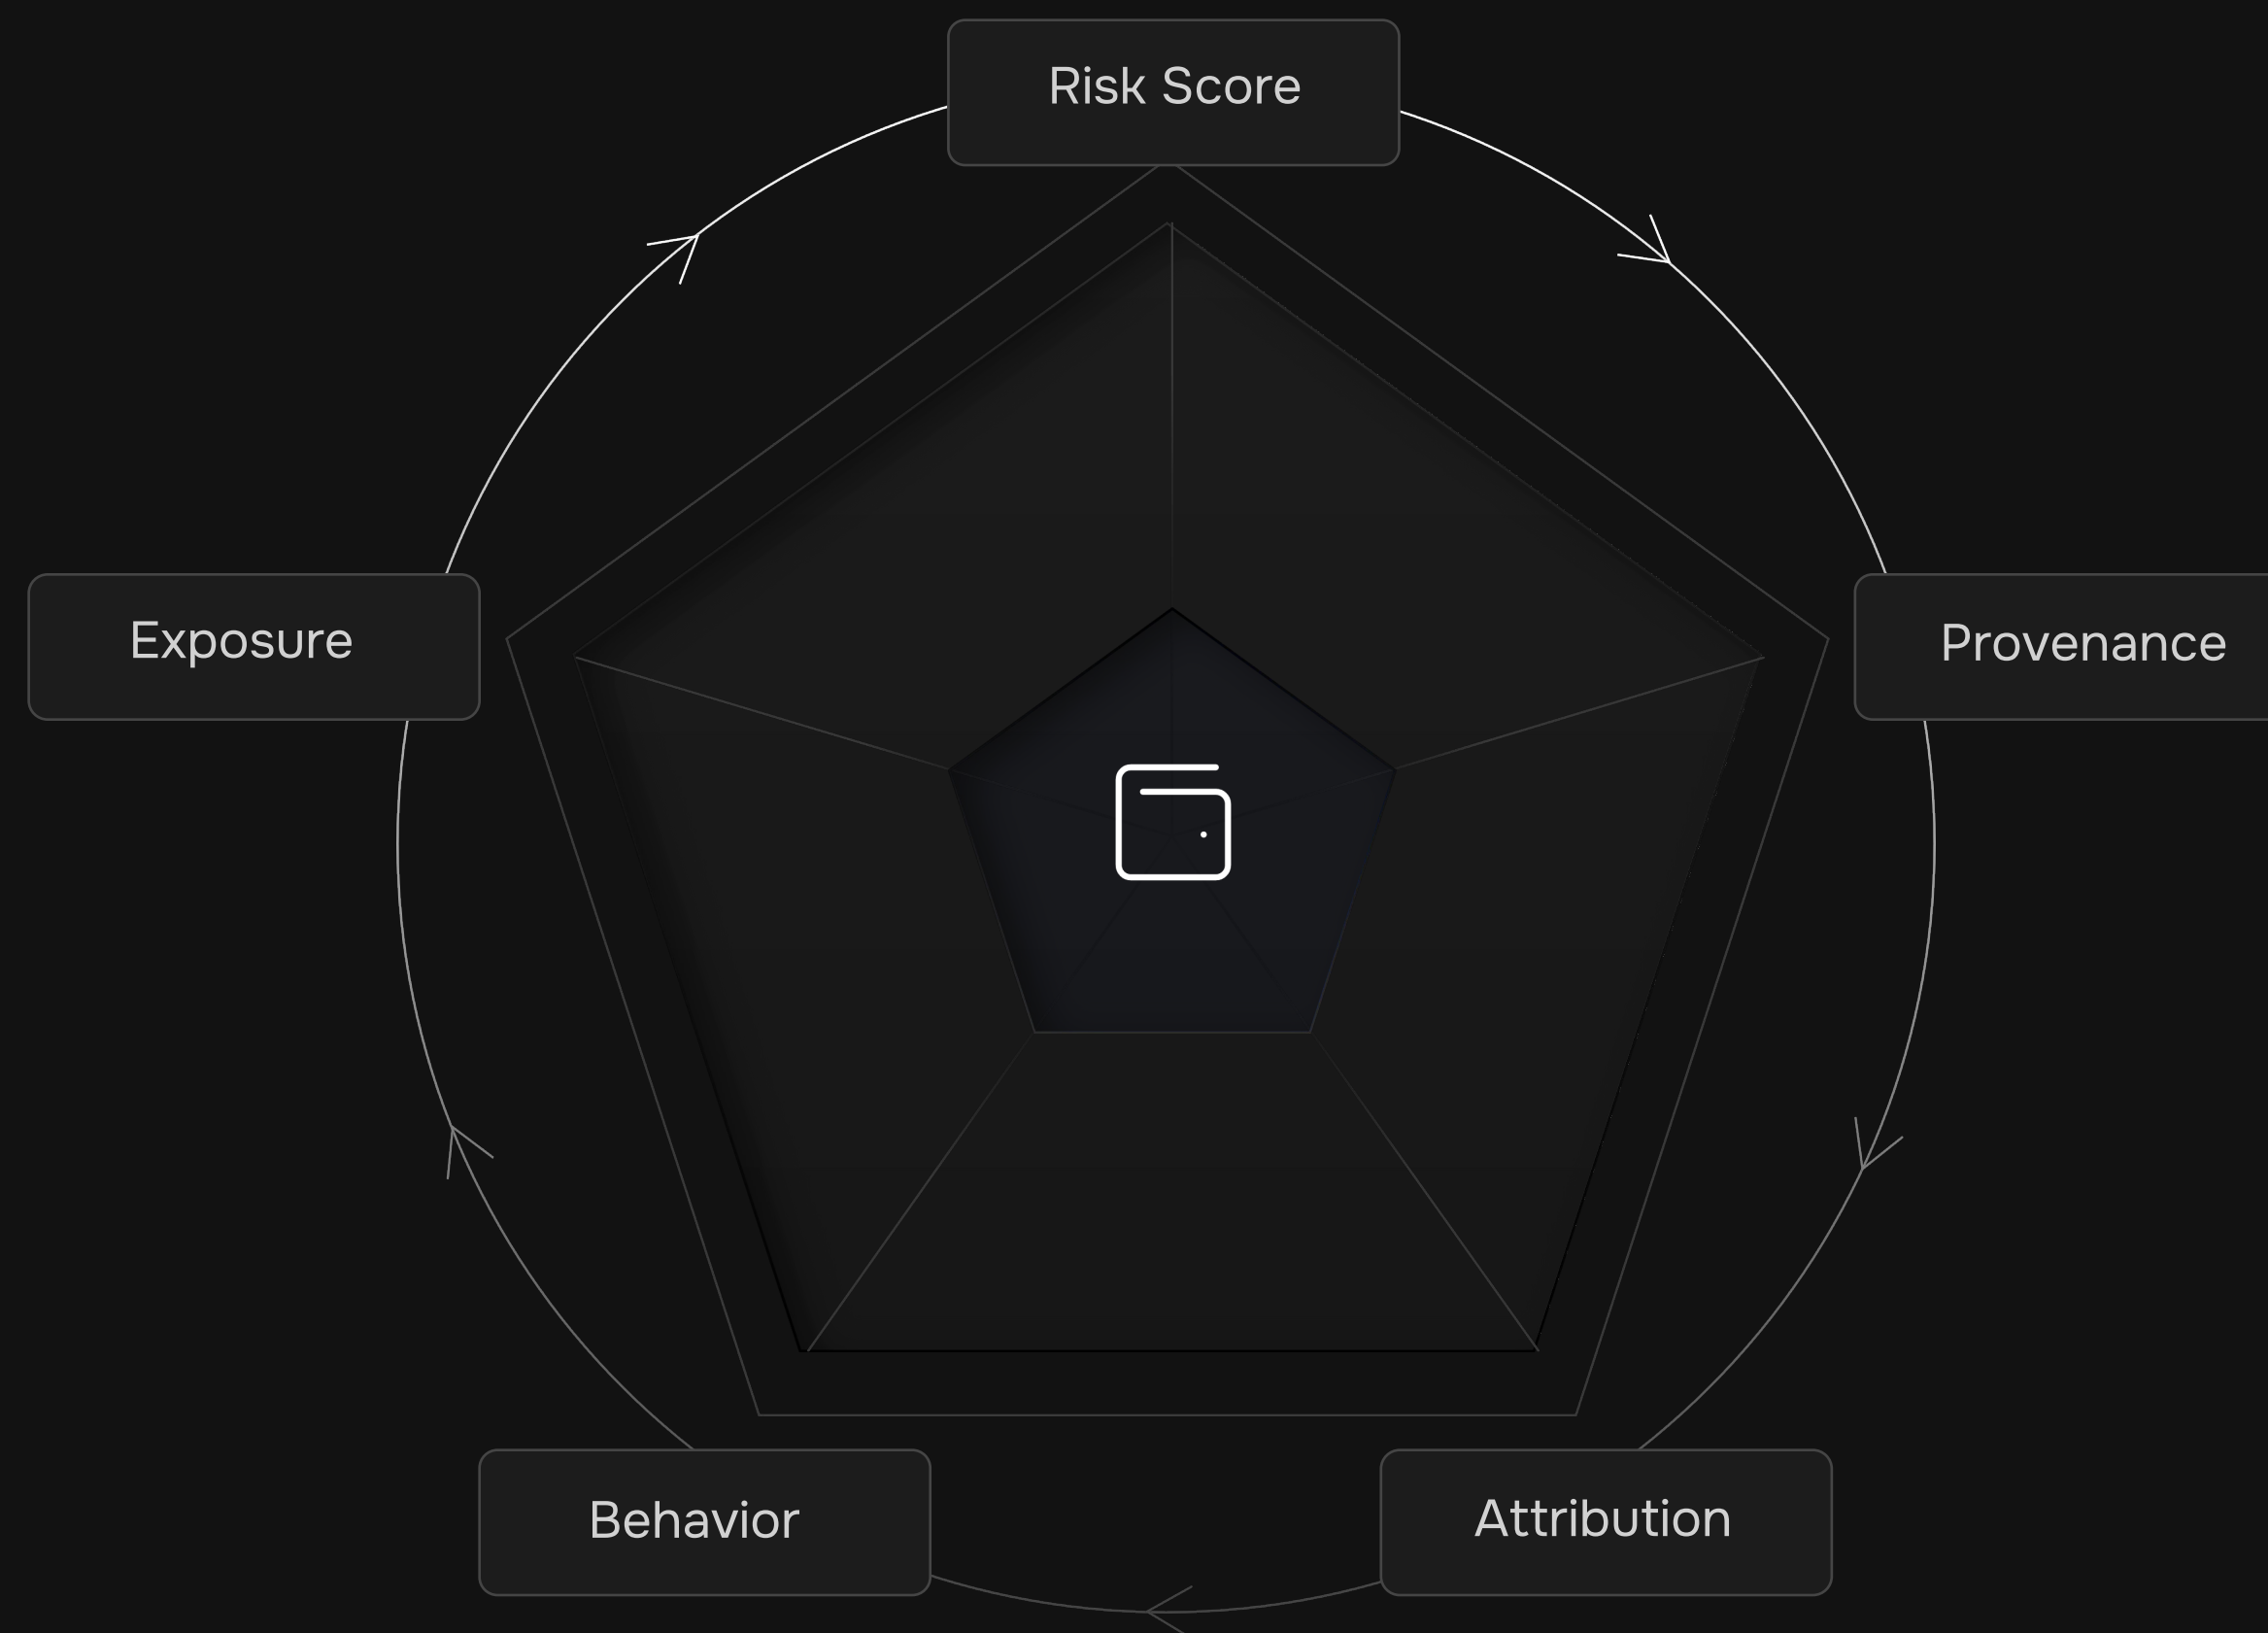 Risk Score
Exposure
Provenance
Behavior
Attribution